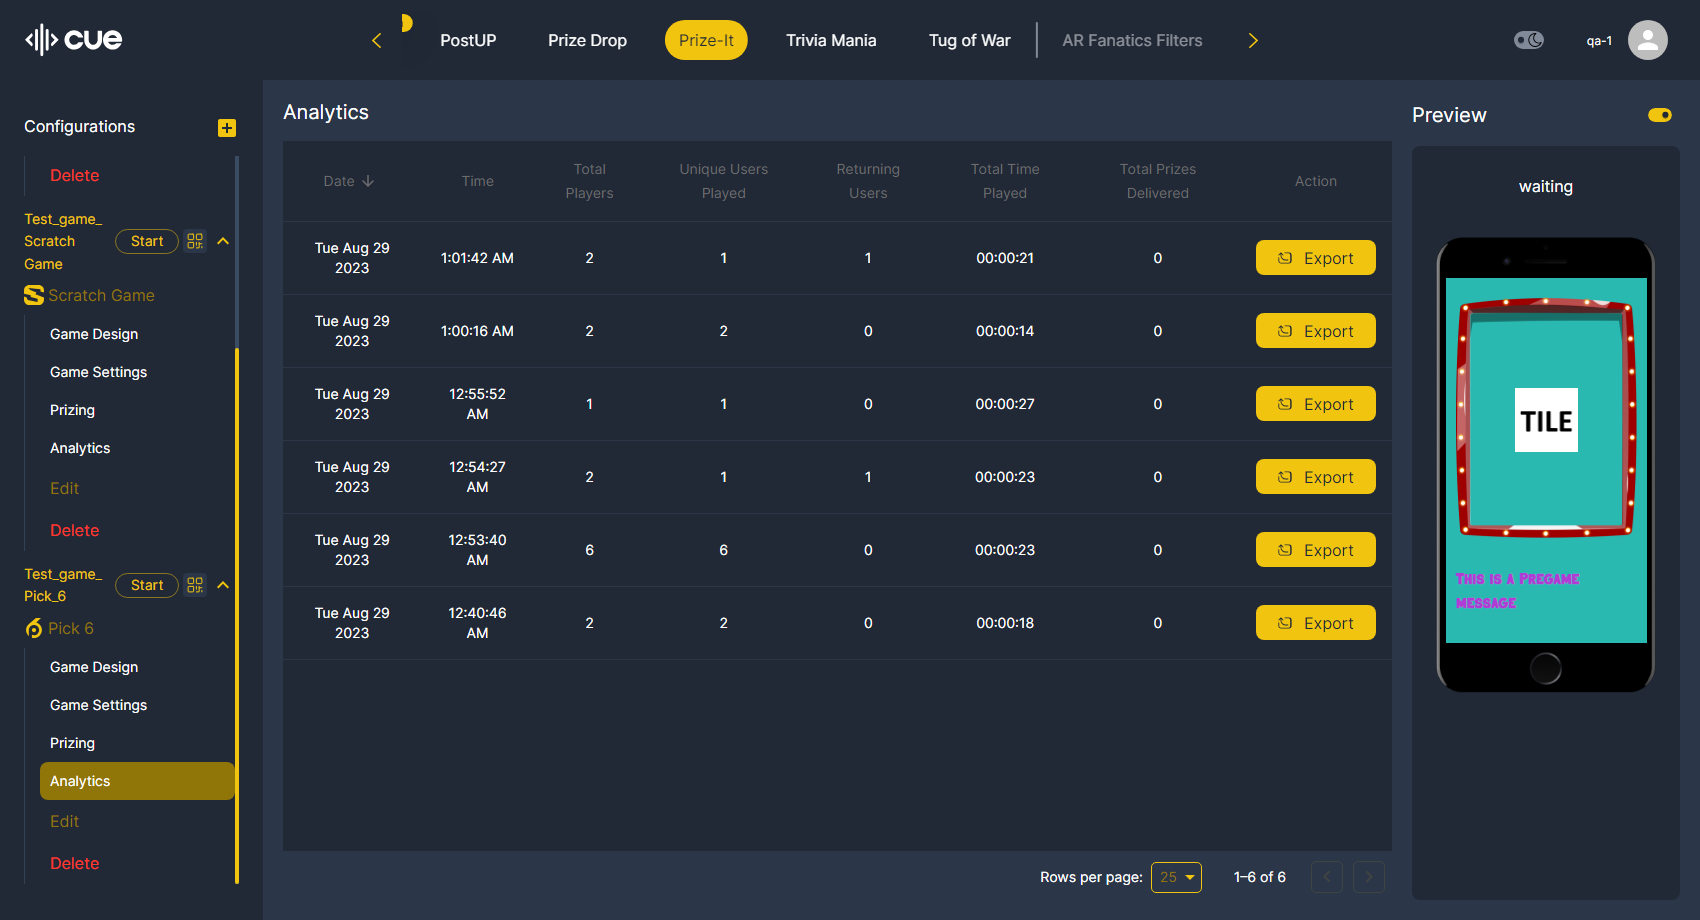 cue
PostUP
Prize Drop
Prize-It
Trivia Mania
Tug of War
AR Fanatics Filters
qa-1
Configurations
Delete
Test_game_
Scratch
Game
Start
Scratch Game
Game Design
Game Settings
Prizing
Analytics
Edit
Delete
Test_game_
Pick_6
Start
Pick 6
Game Design
Game Settings
Prizing
Analytics
Edit
Delete
Analytics
Date
Time
Total
Players
Unique Users
Played
Returning
Users
Total Time
Played
Total Prizes
Delivered
Action
Tue Aug 29
2023
1:01:42 AM
2
1
1
00:00:21
0
Export
Tue Aug 29
2023
1:00:16 AM
2
2
0
00:00:14
0
Export
Tue Aug 29
2023
12:55:52
AM
1
1
0
00:00:27
0
Export
Tue Aug 29
2023
12:54:27
AM
2
1
1
00:00:23
0
Export
Tue Aug 29
2023
12:53:40
AM
6
6
0
00:00:23
0
Export
Tue Aug 29
2023
12:40:46
AM
2
2
0
00:00:18
0
Export
Rows per page:
25
1–6 of 6
Preview
waiting
TILE
This is a Pregame
message